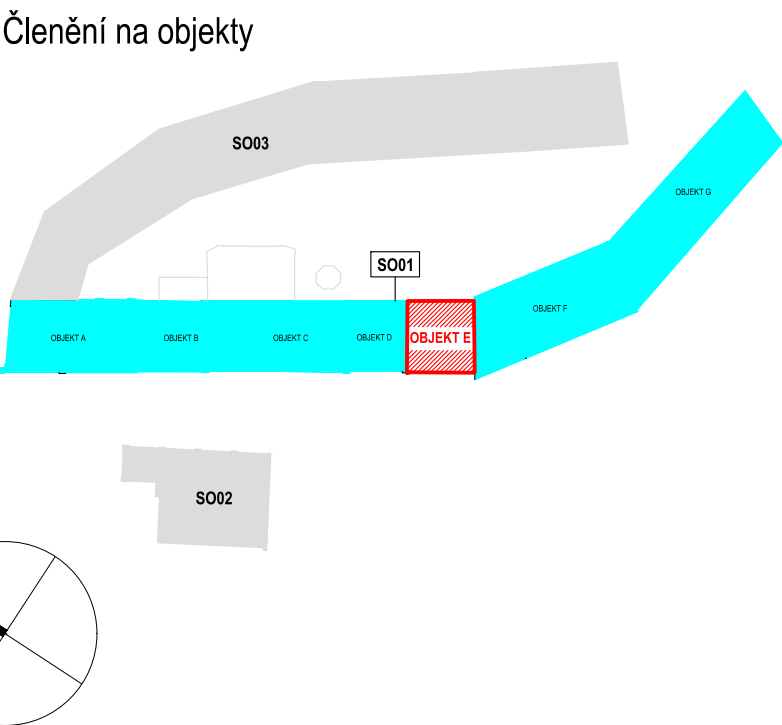 Členění na objekty
SO03
OBJEKT G
SO01
OBJEKT F
OBJEKT A
OBJEKT B
OBJEKT C
OBJEKT D
OBJEKT E
SO02